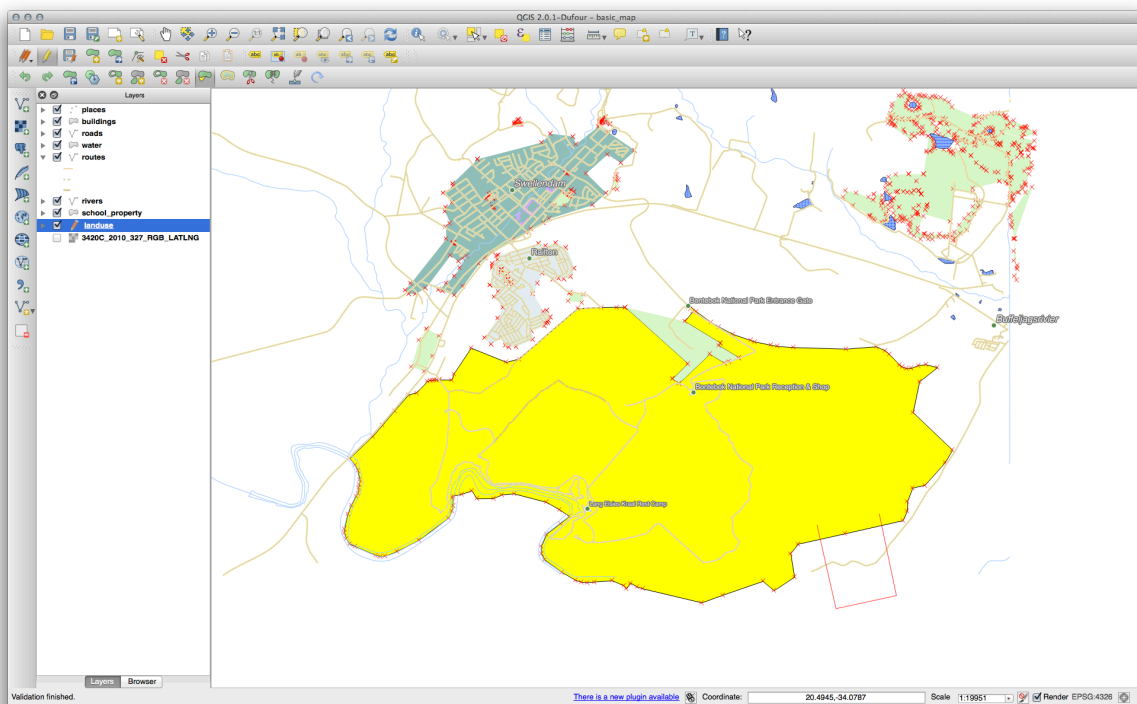 QGIS 2.0.1-Dufour - basic_map
Layers
places
buildings
roads
water
routes
rivers
school_property
landuse
3420C_2010_327_RGB_LATLNG
Swellendam
Railton
Bontebok National Park Entrance Gate
Buffeljagsrivier
Bontebok National Park Reception & Shop
Lang Elsies Kraal Rest Camp
Layers
Browser
Validation finished.
There is a new plugin available
Coordinate:
20.4945,-34.0787
Scale
1:19951
Render
EPSG:4326